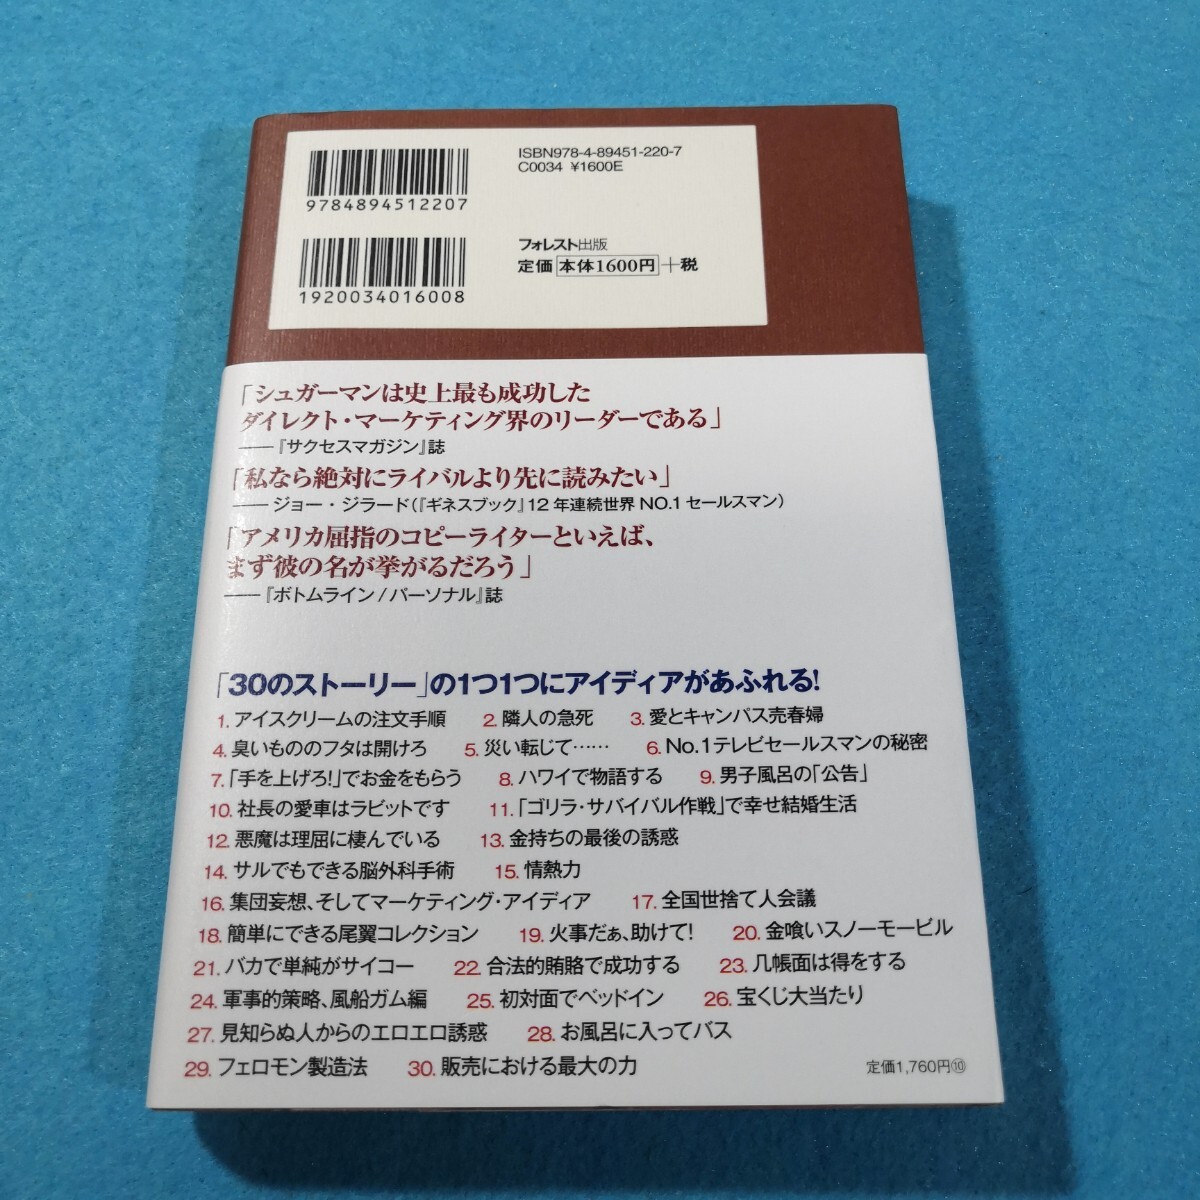 ISBN978-4-89451-220-7
C0034 ¥1600E
9784894512207
フォレスト出版
定価 本体1600円 +税
1920034016008
「シュガーマンは史上最も成功した
ダイレクト・マーケティング界のリーダーである」
――『サクセスマガジン』誌
「私なら絶対にライバルより先に読みたい」
――ジョー・ジラード(『ギネスブック』12年連続世界NO.1セールスマン)
「アメリカ屈指のコピーライターといえば、
まず彼の名が挙がるだろう」
――『ボトムライン/パーソナル』誌
「30のストーリー」の1つ1つにアイディアがあふれる!
1. アイスクリームの注文手順 2. 隣人の急死 3. 愛とキャンパス売春婦
4. 臭いもののフタは開けろ 5. 災い転じて…… 6. No.1テレビセールスマンの秘密
7. 「手を上げろ!」でお金をもらう 8. ハワイで物語する 9. 男子風呂の「公告」
10. 社長の愛車はラビットです 11. 「ゴリラ・サバイバル作戦」で幸せ結婚生活
12. 悪魔は理屈に棲んでいる 13. 金持ちの最後の誘惑
14. サルでもできる脳外科手術 15. 情熱力
16. 集団妄想、そしてマーケティング・アイディア 17. 全国世捨て人会議
18. 簡単にできる尾翼コレクション 19. 火事だぁ、助けて! 20. 金喰いスノーモービル
21. バカで単純がサイコー 22. 合法的賄賂で成功する 23. 几帳面は得をする
24. 軍事的策略、風船ガム編 25. 初対面でベッドイン 26. 宝くじ大当たり
27. 見知らぬ人からのエロエロ誘惑 28. お風呂に入ってバス
29. フェロモン製造法 30. 販売における最大の力
定価1,760円⑩